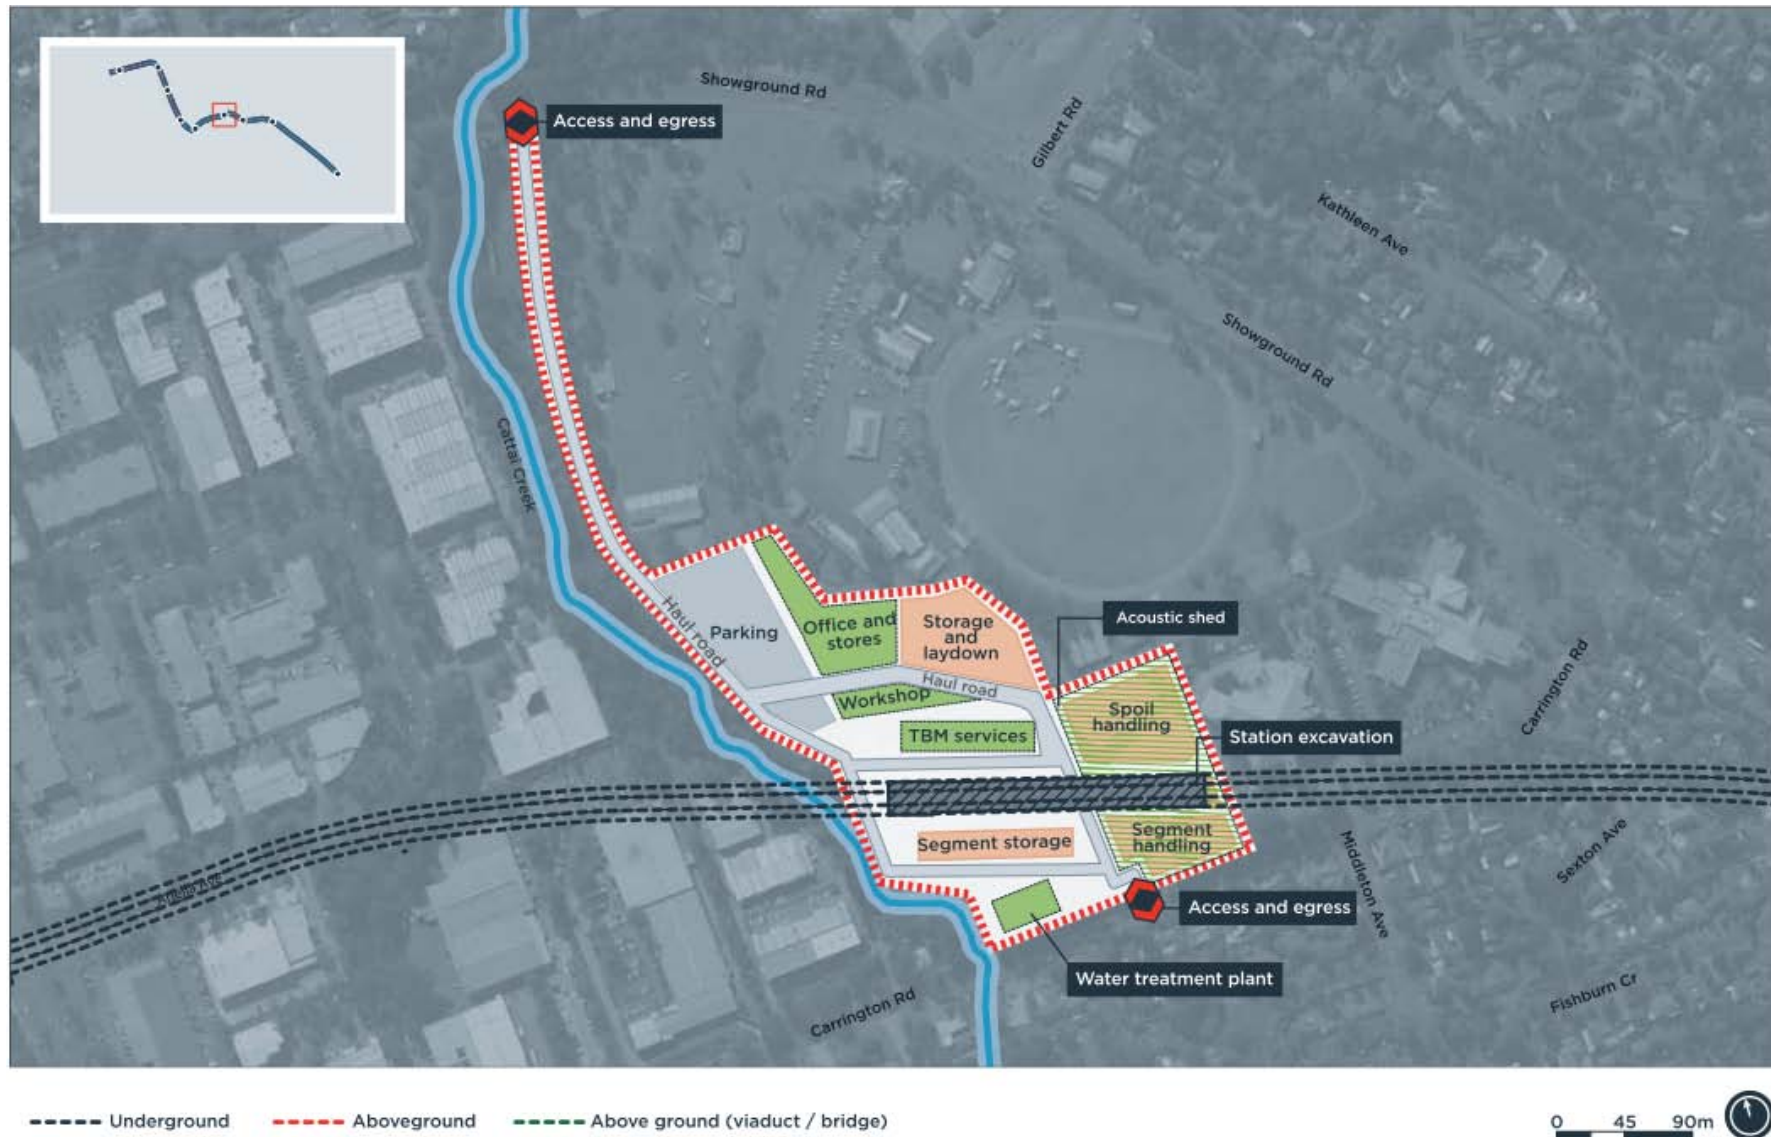 Showground Rd
Access and egress
Gilbert Rd
Kathleen Ave
Showground Rd
Cattai Creek
Haul road
Parking
Office and
stores
Storage
and
laydown
Acoustic shed
Haul road
Workshop
Spoil
handling
Carrington Rd
TBM services
Station excavation
Segment storage
Segment
handling
Middleton Ave
Sexton Ave
Access and egress
Water treatment plant
Carrington Rd
Fishburn Cr
Underground
Aboveground
Above ground (viaduct / bridge)
0 45 90m